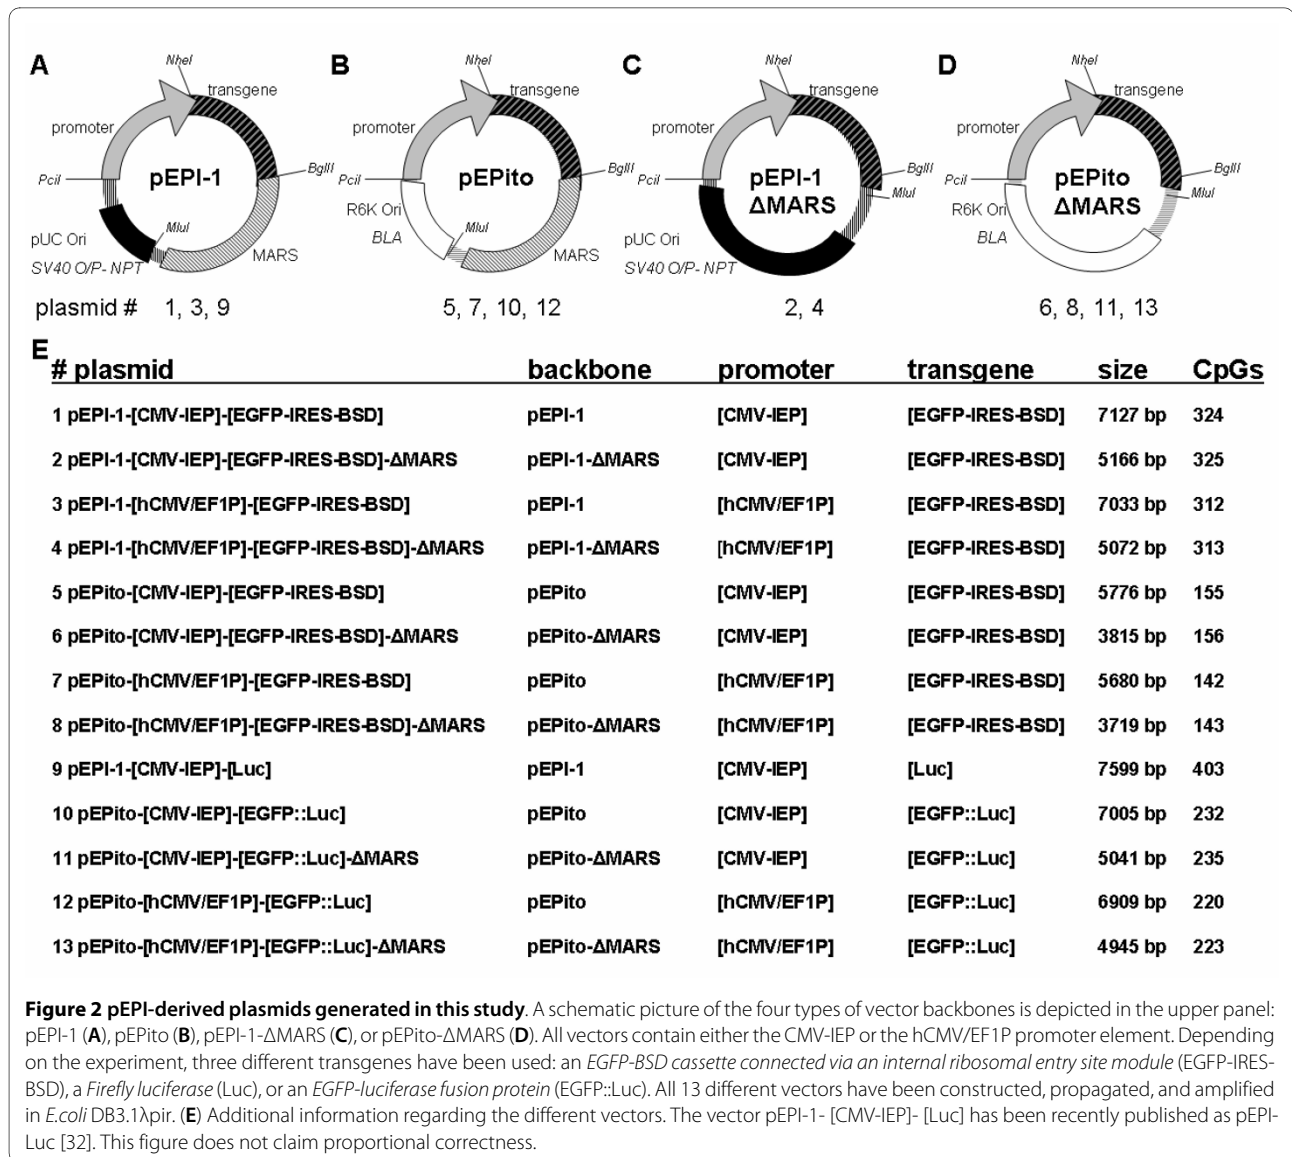 A
NheI
transgene
promoter
pEPI-1
BglII
PciI
MluI
pUC Ori
SV40 O/P- NPT
MARS
B
NheI
transgene
promoter
pEPito
BglII
PciI
R6K Ori
MluI
BLA
MARS
C
NheI
transgene
promoter
pEPI-1
ΔMARS
BglII
PciI
MluI
pUC Ori
SV40 O/P- NPT
D
NheI
transgene
promoter
pEPito
ΔMARS
BglII
PciI
MluI
R6K Ori
BLA
plasmid # 1, 3, 9 5, 7, 10, 12 2, 4 6, 8, 11, 13
E
# plasmid backbone promoter transgene size CpGs
1 pEPI-1-[CMV-IEP]-[EGFP-IRES-BSD] pEPI-1 [CMV-IEP] [EGFP-IRES-BSD] 7127 bp 324
2 pEPI-1-[CMV-IEP]-[EGFP-IRES-BSD]-ΔMARS pEPI-1-ΔMARS [CMV-IEP] [EGFP-IRES-BSD] 5166 bp 325
3 pEPI-1-[hCMV/EF1P]-[EGFP-IRES-BSD] pEPI-1 [hCMV/EF1P] [EGFP-IRES-BSD] 7033 bp 312
4 pEPI-1-[hCMV/EF1P]-[EGFP-IRES-BSD]-ΔMARS pEPI-1-ΔMARS [hCMV/EF1P] [EGFP-IRES-BSD] 5072 bp 313
5 pEPito-[CMV-IEP]-[EGFP-IRES-BSD] pEPito [CMV-IEP] [EGFP-IRES-BSD] 5776 bp 155
6 pEPito-[CMV-IEP]-[EGFP-IRES-BSD]-ΔMARS pEPito-ΔMARS [CMV-IEP] [EGFP-IRES-BSD] 3815 bp 156
7 pEPito-[hCMV/EF1P]-[EGFP-IRES-BSD] pEPito [hCMV/EF1P] [EGFP-IRES-BSD] 5680 bp 142
8 pEPito-[hCMV/EF1P]-[EGFP-IRES-BSD]-ΔMARS pEPito-ΔMARS [hCMV/EF1P] [EGFP-IRES-BSD] 3719 bp 143
9 pEPI-1-[CMV-IEP]-[Luc] pEPI-1 [CMV-IEP] [Luc] 7599 bp 403
10 pEPito-[CMV-IEP]-[EGFP::Luc] pEPito [CMV-IEP] [EGFP::Luc] 7005 bp 232
11 pEPito-[CMV-IEP]-[EGFP::Luc]-ΔMARS pEPito-ΔMARS [CMV-IEP] [EGFP::Luc] 5041 bp 235
12 pEPito-[hCMV/EF1P]-[EGFP::Luc] pEPito [hCMV/EF1P] [EGFP::Luc] 6909 bp 220
13 pEPito-[hCMV/EF1P]-[EGFP::Luc]-ΔMARS pEPito-ΔMARS [hCMV/EF1P] [EGFP::Luc] 4945 bp 223
Figure 2 pEPI-derived plasmids generated in this study. A schematic picture of the four types of vector backbones is depicted in the upper panel:
pEPI-1 (A), pEPito (B), pEPI-1-ΔMARS (C), or pEPito-ΔMARS (D). All vectors contain either the CMV-IEP or the hCMV/EF1P promoter element. Depending
on the experiment, three different transgenes have been used: an EGFP-BSD cassette connected via an internal ribosomal entry site module (EGFP-IRES-
BSD), a Firefly luciferase (Luc), or an EGFP-luciferase fusion protein (EGFP::Luc). All 13 different vectors have been constructed, propagated, and amplified
in E.coli DB3.1λpir. (E) Additional information regarding the different vectors. The vector pEPI-1- [CMV-IEP]- [Luc] has been recently published as pEPI-
Luc [32]. This figure does not claim proportional correctness.